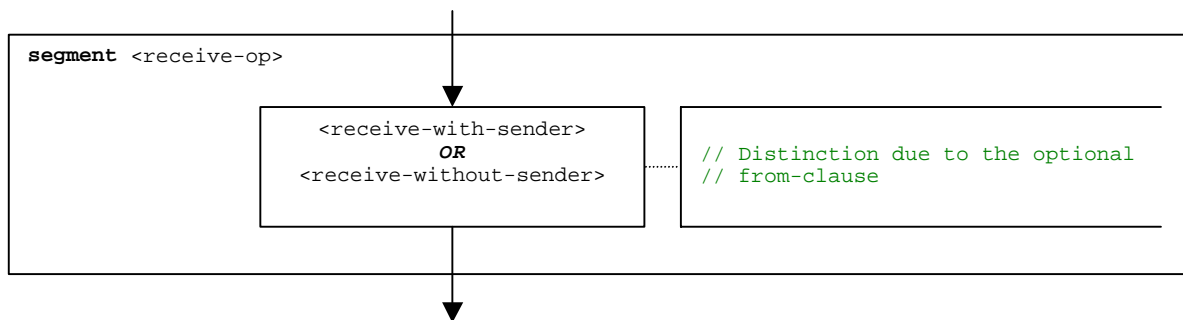 segment <receive-op>
<receive-with-sender>
OR
<receive-without-sender>
// Distinction due to the optional
// from-clause